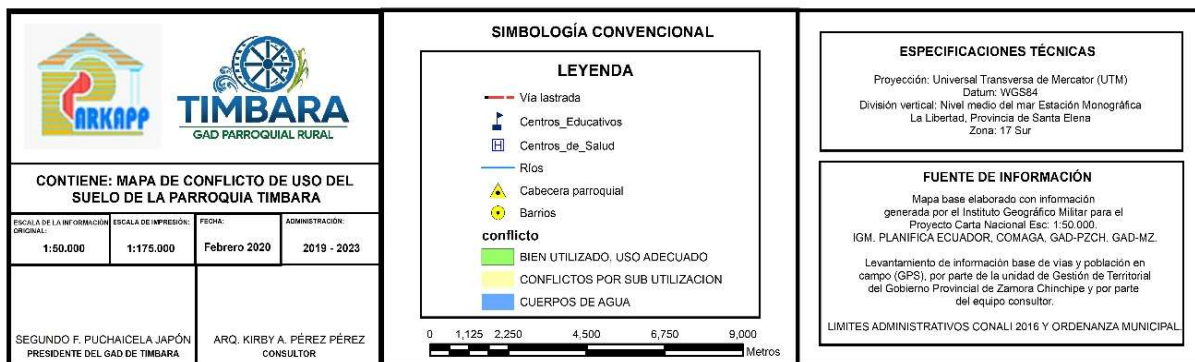 PARKAPP
TIMBARA
GAD PARROQUIAL RURAL
CONTIENE: MAPA DE CONFLICTO DE USO DEL
SUELO DE LA PARROQUIA TIMBARA
ESCALA DE LA INFORMACIÓN ORIGINAL:
1:50.000
ESCALA DE IMPRESIÓN:
1:175.000
FECHA:
Febrero 2020
ADMINISTRACIÓN:
2019 - 2023
SEGUNDO F. PUCHAICELA JAPÓN
PRESIDENTE DEL GAD DE TIMBARA
ARQ. KIRBY A. PÉREZ PÉREZ
CONSULTOR
SIMBOLOGÍA CONVENCIONAL
LEYENDA
Vía lastrada
Centros_Educativos
H Centros_de_Salud
Ríos
Cabecera parroquial
Barrios
conflicto
BIEN UTILIZADO, USO ADECUADO
CONFLICTOS POR SUB UTILIZACION
CUERPOS DE AGUA
0 1,125 2,250 4,500 6,750 9,000
Metros
ESPECIFICACIONES TÉCNICAS
Proyección: Universal Transversa de Mercator (UTM)
Datum: WGS84
División vertical: Nivel medio del mar Estación Monográfica
La Libertad, Provincia de Santa Elena
Zona: 17 Sur
FUENTE DE INFORMACIÓN
Mapa base elaborado con información
generada por el Instituto Geográfico Militar para el
Proyecto Carta Nacional Esc: 1:50.000.
IGM. PLANIFICA ECUADOR, COMAGA, GAD-PZCH. GAD-MZ.
Levantamiento de información base de vías y población en
campo (GPS), por parte de la unidad de Gestión de Territorial
del Gobierno Provincial de Zamora Chinchipe y por parte
del equipo consultor.
LIMITES ADMINISTRATIVOS CONALI 2016 Y ORDENANZA MUNICIPAL